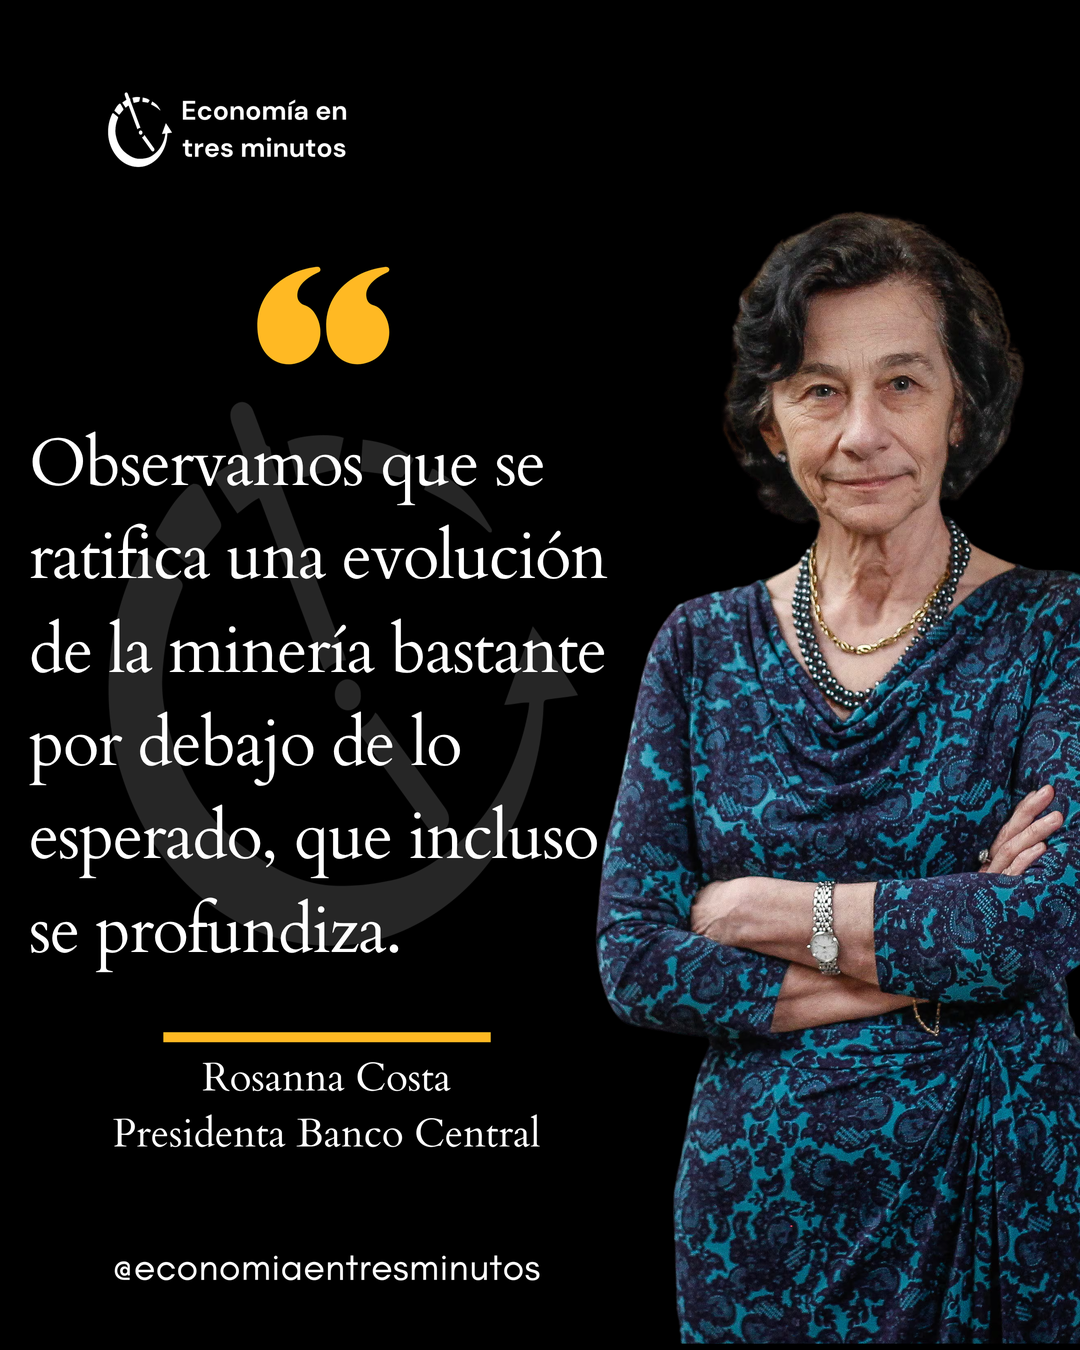 Economía en
tres minutos
Observamos que se
ratifica una evolución
de la minería bastante
por debajo de lo
esperado, que incluso
se profundiza.
Rosanna Costa
Presidenta Banco Central
@economiaentresminutos